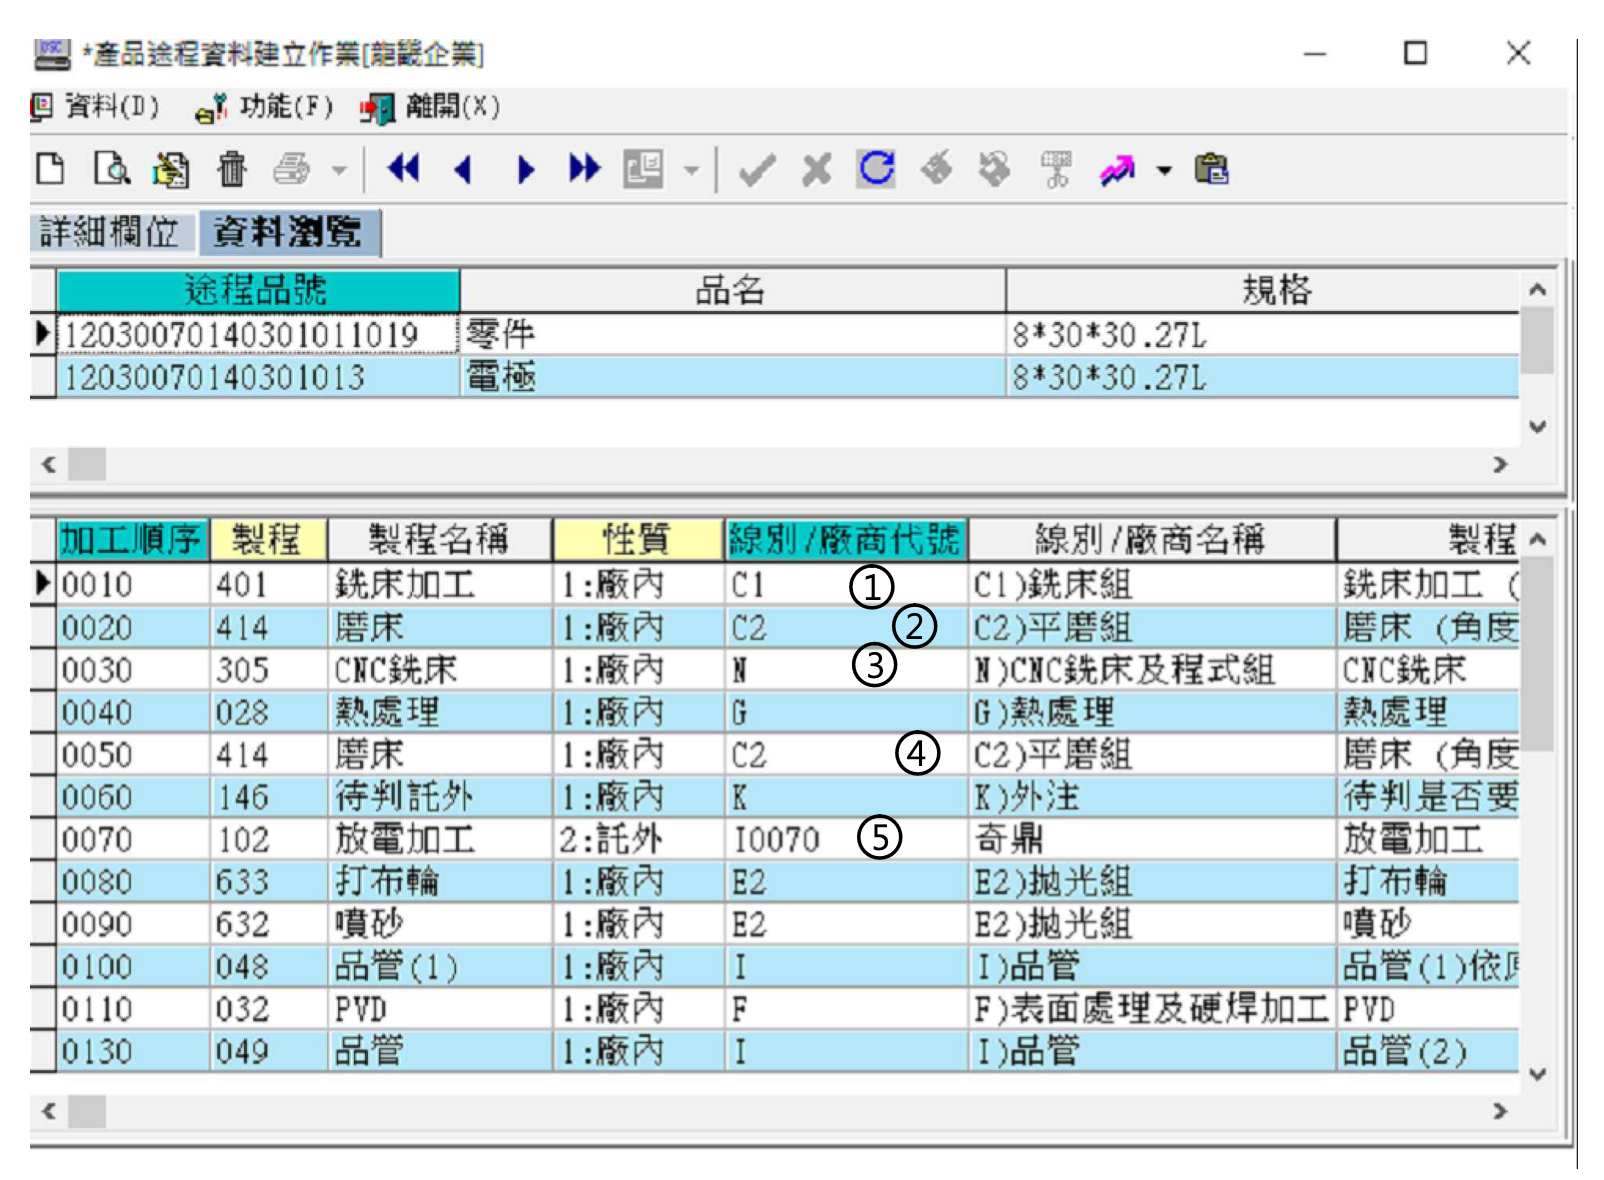 *產品途程資料建立作業[龍畿企業]
資料(D) 功能(F) 離開(X)
詳細欄位 資料瀏覽
途程品號 品名 規格
12030070140301011019 零件 8*30*30.27L
12030070140301013 電極 8*30*30.27L
加工順序 製程 製程名稱 性質 線別/廠商代號 線別/廠商名稱 製程
0010 401 銑床加工 1:廠內 C1 ① C1)銑床組 銑床加工 (
0020 414 磨床 1:廠內 C2 ② C2)平磨組 磨床 (角度
0030 305 CNC銑床 1:廠內 N ③ N)CNC銑床及程式組 CNC銑床
0040 028 熱處理 1:廠內 G G)熱處理 熱處理
0050 414 磨床 1:廠內 C2 ④ C2)平磨組 磨床 (角度
0060 146 待判託外 1:廠內 K K)外注 待判是否要
0070 102 放電加工 2:託外 I0070 ⑤ 奇鼎 放電加工
0080 633 打布輪 1:廠內 E2 E2)拋光組 打布輪
0090 632 噴砂 1:廠內 E2 E2)拋光組 噴砂
0100 048 品管(1) 1:廠內 I I)品管 品管(1)依原
0110 032 PVD 1:廠內 F F)表面處理及硬焊加工 PVD
0130 049 品管 1:廠內 I I)品管 品管(2)